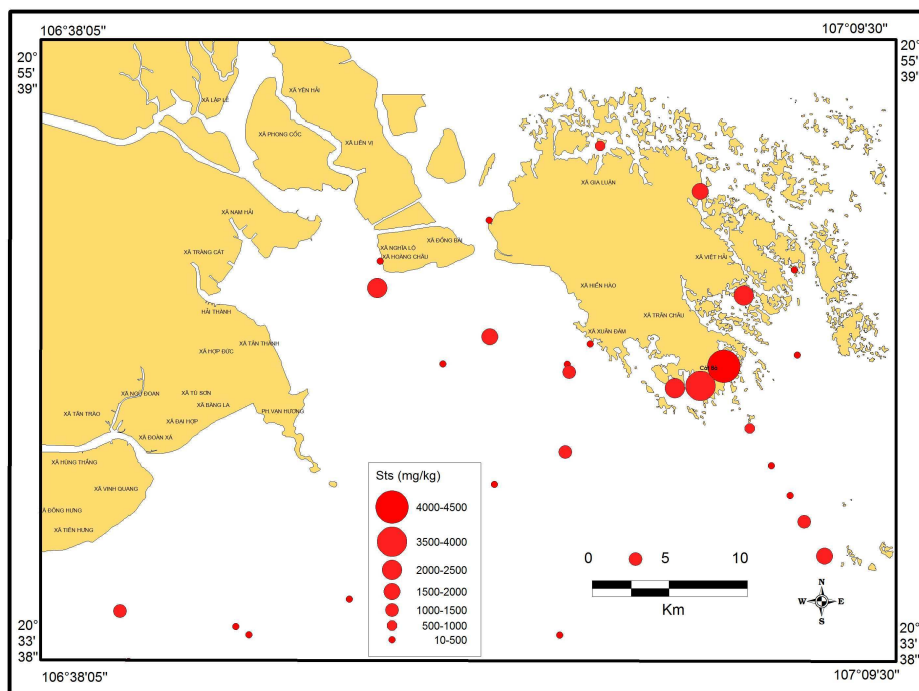 106°38'05"
107°09'30"
20°
55'
39"
20°
55'
39"
XÃ YÊN HẢI
XÃ LẬP LỄ
XÃ PHONG CỐC
XÃ LIÊN VỊ
XÃ GIA LUẬN
XÃ NAM HẢI
XÃ ĐỒNG BÀI
XÃ NGHĨA LỘ
XÃ HOÀNG CHÂU
XÃ TRÀNG CÁT
XÃ VIỆT HẢI
XÃ HIỀN HÀO
HẢI THÀNH
XÃ TRÂN CHÂU
XÃ XUÂN ĐÁM
XÃ TÂN THÀNH
XÃ HỢP ĐỨC
XÃ NGŨ ĐOAN
XÃ TÚ SƠN
XÃ BÀNG LA
XÃ TÂN TRÀO
PH.VẠN HƯƠNG
XÃ ĐẠI HỢP
XÃ ĐOÀN XÁ
XÃ HÙNG THẮNG
XÃ VINH QUANG
XÃ ĐÔNG HƯNG
XÃ TIÊN HƯNG
Sts (mg/kg)
4000-4500
3500-4000
2000-2500
1500-2000
1000-1500
500-1000
10-500
0 5 10
Km
N
W E
S
20°
33'
38"
20°
33'
38"
106°38'05"
107°09'30"